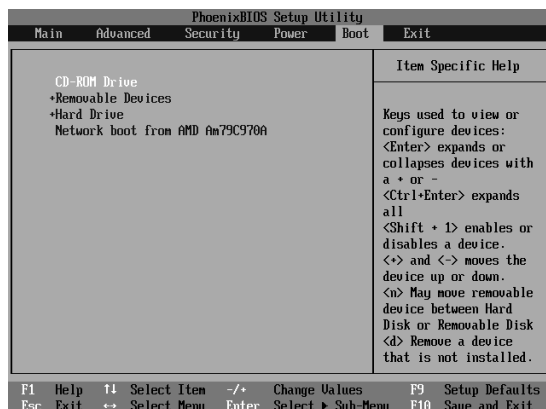 PhoenixBIOS Setup Utility
Main Advanced Security Power Boot Exit
CD-ROM Drive
+Removable Devices
+Hard Drive
Network boot from AMD Am79C970A
Item Specific Help
Keys used to view or
configure devices:
<Enter> expands or
collapses devices with
a + or -
<Ctrl+Enter> expands
all
<Shift + 1> enables or
disables a device.
<+> and <-> moves the
device up or down.
<n> May move removable
device between Hard
Disk or Removable Disk
<d> Remove a device
that is not installed.
F1 Help ↑↓ Select Item -/+ Change Values F9 Setup Defaults
Esc Exit ↔ Select Menu Enter Select ▶ Sub-Menu F10 Save and Exit